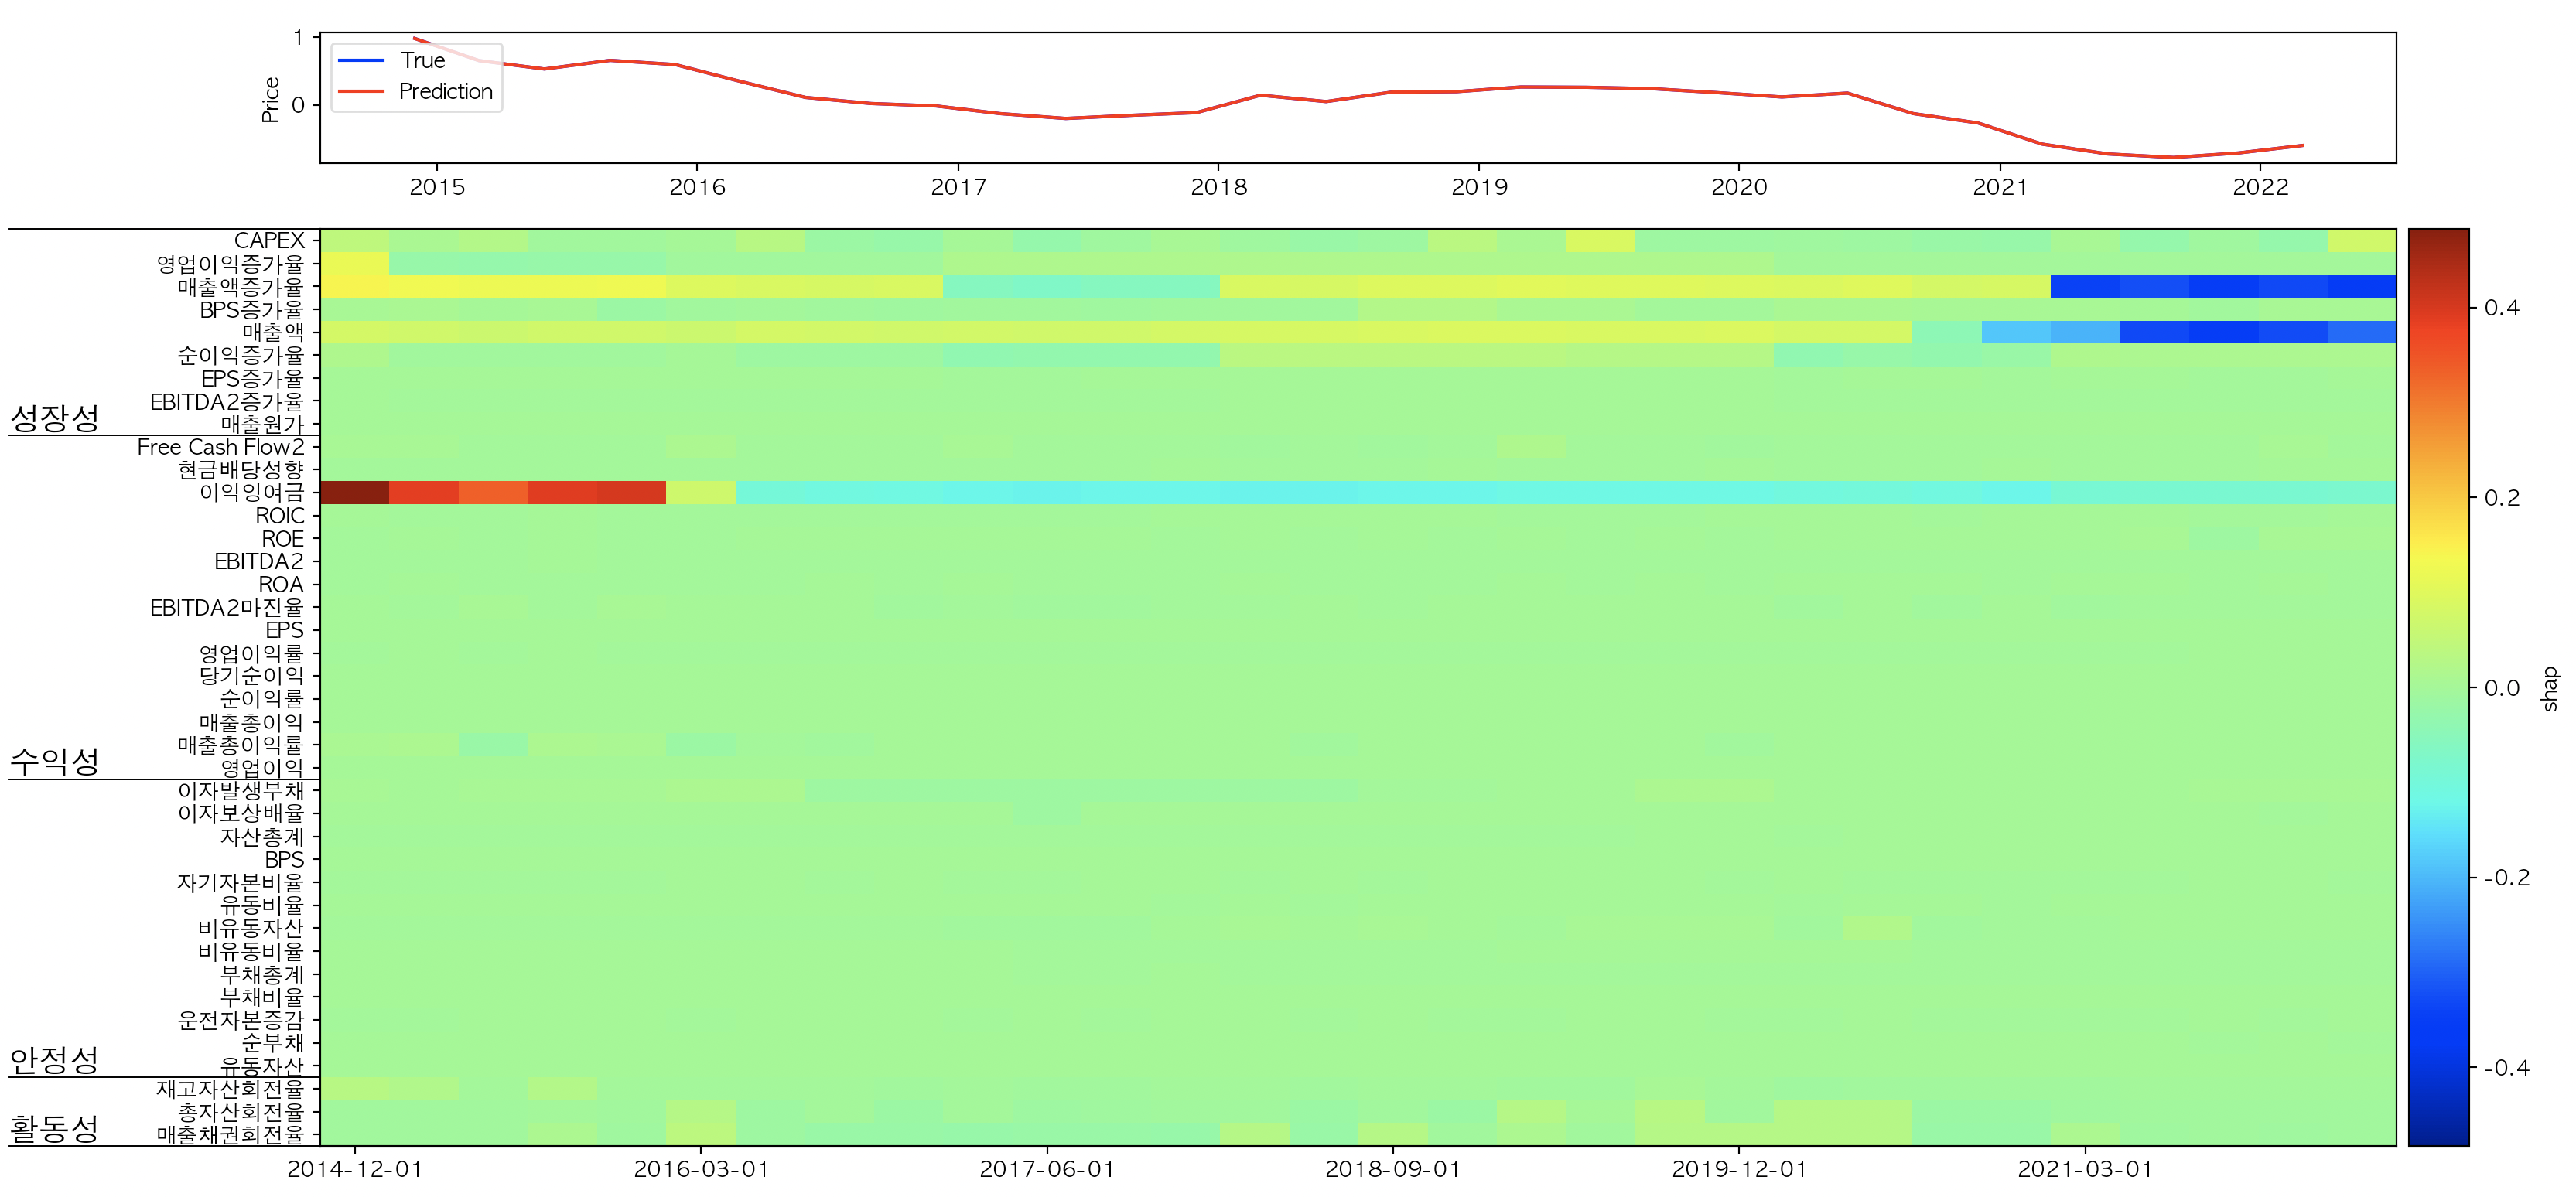 Price
1
0
True
Prediction
2015 2016 2017 2018 2019 2020 2021 2022
CAPEX
영업이익증가율
매출액증가율
BPS증가율
매출액
순이익증가율
EPS증가율
EBITDA2증가율
매출원가
성장성
Free Cash Flow2
현금배당성향
이익잉여금
ROIC
ROE
EBITDA2
ROA
EBITDA2마진율
EPS
영업이익률
당기순이익
순이익률
매출총이익
매출총이익률
영업이익
수익성
이자발생부채
이자보상배율
자산총계
BPS
자기자본비율
유동비율
비유동자산
비유동비율
부채총계
부채비율
운전자본증감
순부채
유동자산
안정성
재고자산회전율
총자산회전율
매출채권회전율
활동성
2014-12-01 2016-03-01 2017-06-01 2018-09-01 2019-12-01 2021-03-01
0.4
0.2
0.0
-0.2
-0.4
shap